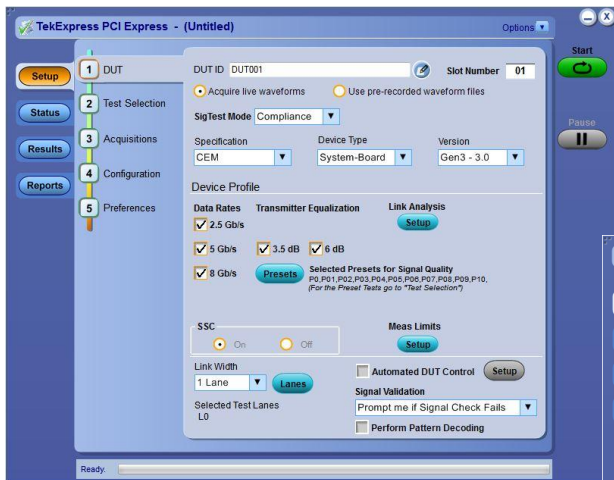 TekExpress PCI Express - (Untitled)
Options
Start
Pause
Setup
Status
Results
Reports
1 DUT
2 Test Selection
3 Acquisitions
4 Configuration
5 Preferences
DUT ID DUT001
Slot Number 01
Acquire live waveforms
Use pre-recorded waveform files
SigTest Mode Compliance
Specification
Device Type
Version
CEM
System-Board
Gen3 - 3.0
Device Profile
Data Rates Transmitter Equalization Link Analysis
2.5 Gb/s
Setup
5 Gb/s 3.5 dB 6 dB
8 Gb/s
Presets
Selected Presets for Signal Quality
P0,P01,P02,P03,P04,P05,P06,P07,P08,P09,P10,
(For the Preset Tests go to "Test Selection")
SSC
On Off
Meas Limits
Setup
Link Width
1 Lane
Lanes
Selected Test Lanes
L0
Automated DUT Control Setup
Signal Validation
Prompt me if Signal Check Fails
Perform Pattern Decoding
Ready.